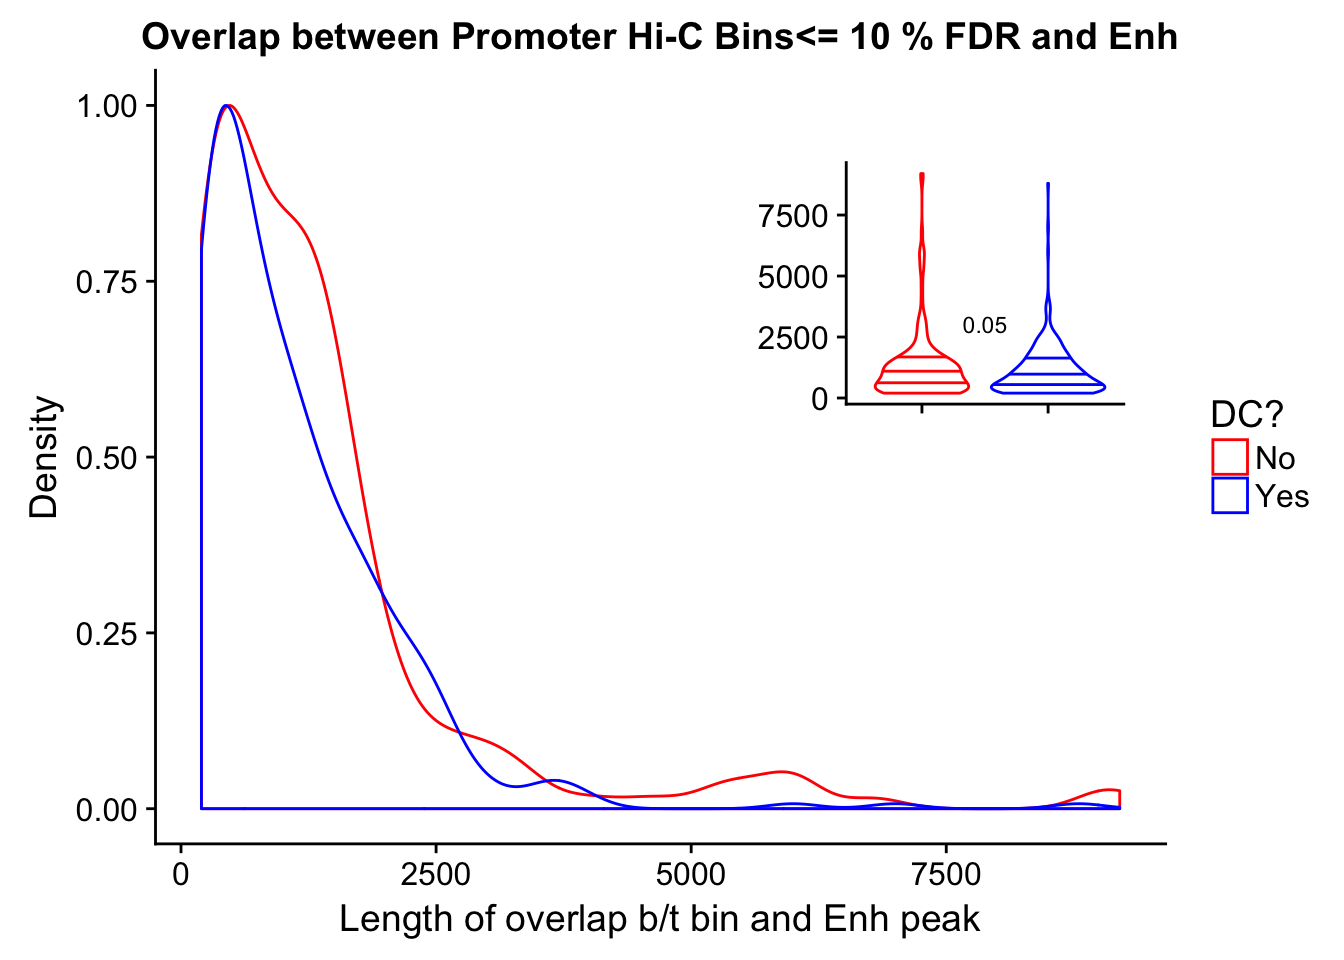 Overlap between Promoter Hi-C Bins<= 10 % FDR and Enh
1.00
0.75
0.50
0.25
0.00
Density
0
2500
5000
7500
Length of overlap b/t bin and Enh peak
7500
5000
2500
0
0.05
DC?
No
Yes